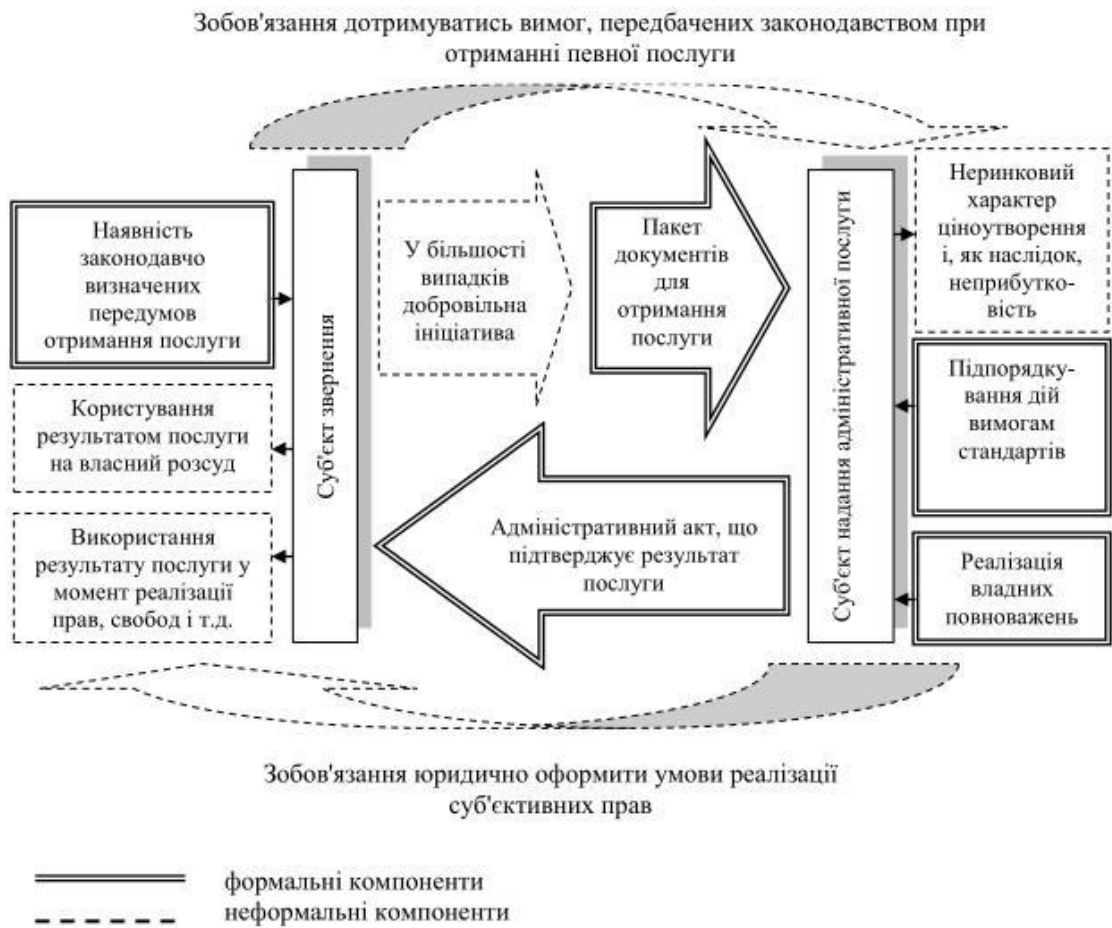 Зобов'язання дотримуватись вимог, передбачених законодавством при
отриманні певної послуги
Наявність
законодавчо
визначених
передумов
отримання послуги
Користування
результатом послуги
на власний розсуд
Використання
результату послуги у
момент реалізації
прав, свобод і т.д.
Суб'єкт звернення
У більшості
випадків
добровільна
ініціатива
Пакет
документів
для
отримання
послуги
Адміністративний акт, що
підтверджує результат
послуги
Суб'єкт надання адміністративної послуги
Неринковий
характер
ціноутворення
і, як наслідок,
неприбутко-
вість
Підпорядку-
вання дій
вимогам
стандартів
Реалізація
владних
повноважень
Зобов'язання юридично оформити умови реалізації
суб'єктивних прав
формальні компоненти
неформальні компоненти